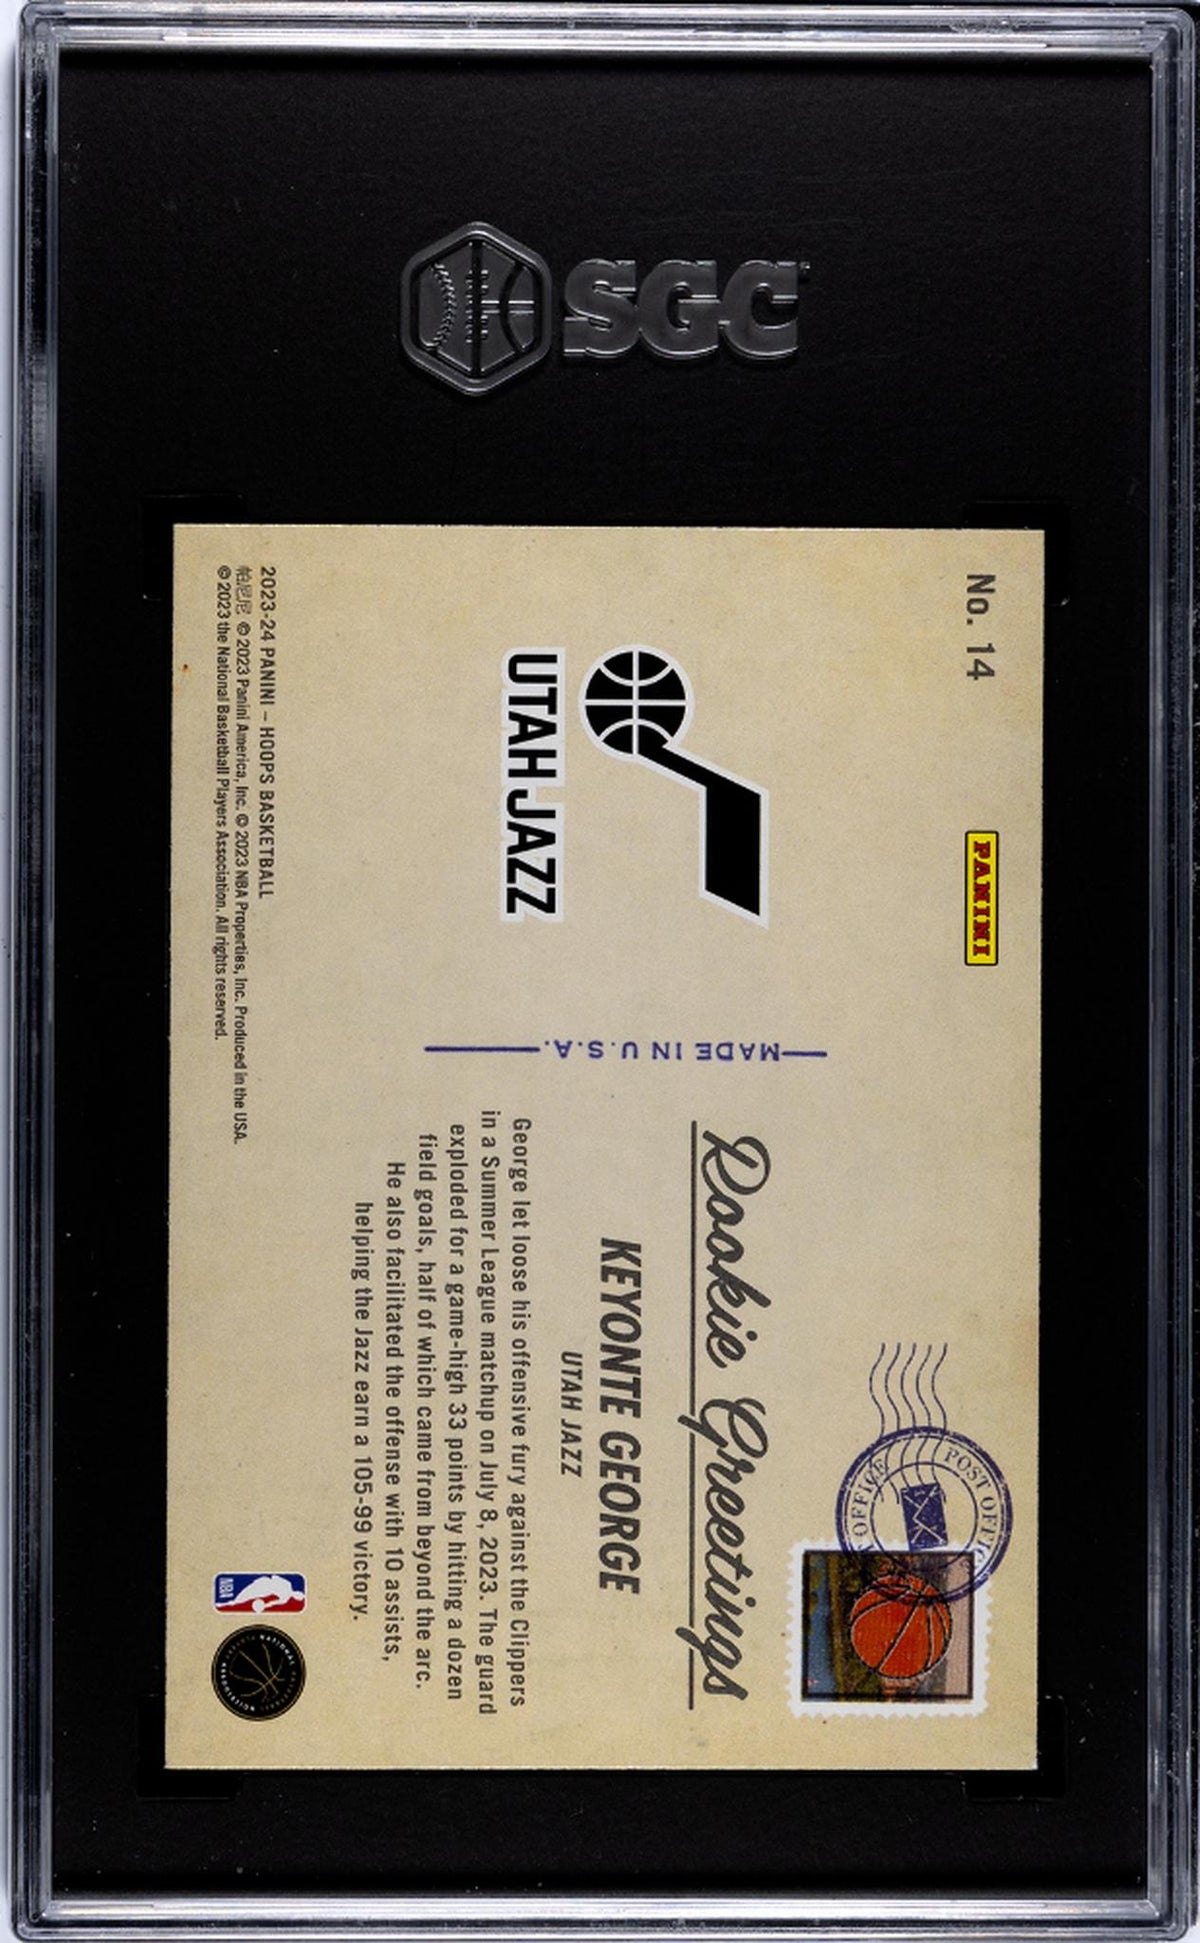 SGC
No. 14
PANINI
POST OFFICE
OFFICE
UTAH JAZZ
MADE IN U.S.A.
Rookie Greetings
KEYONTE GEORGE
UTAH JAZZ
George let loose his offensive fury against the Clippers
in a Summer League matchup on July 8, 2023. The guard
exploded for a game-high 33 points by hitting a dozen
field goals, half of which came from beyond the arc.
He also facilitated the offense with 10 assists,
helping the Jazz earn a 105-99 victory.
2023-24 PANINI – HOOPS BASKETBALL
帕尼尼 © 2023 Panini America, Inc. © 2023 NBA Properties, Inc. Produced in the USA.
© 2023 the National Basketball Players Association. All rights reserved.
NBA